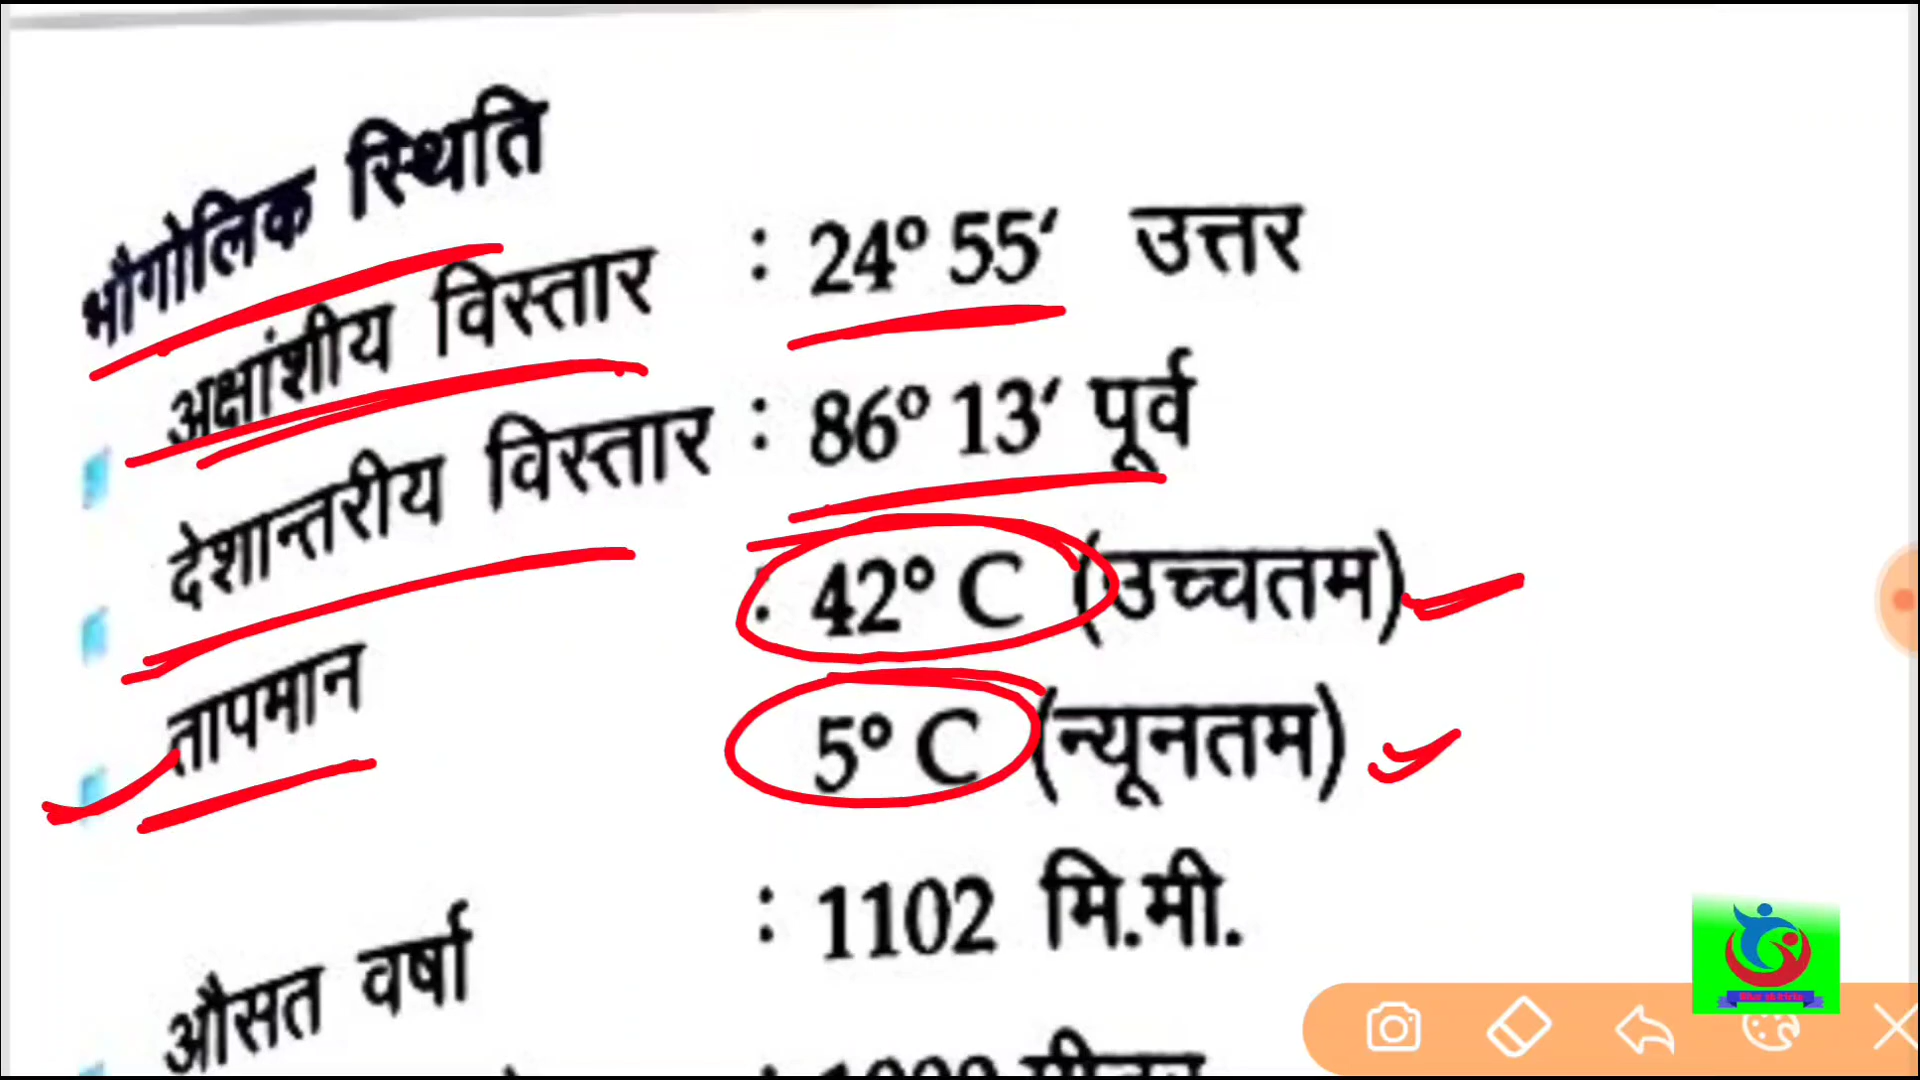 भौगोलिक स्थिति
अक्षांशीय विस्तार : 24° 55′ उत्तर
देशान्तरीय विस्तार : 86° 13′ पूर्व
तापमान : 42° C (उच्चतम)
5° C (न्यूनतम)
औसत वर्षा : 1102 मि.मी.